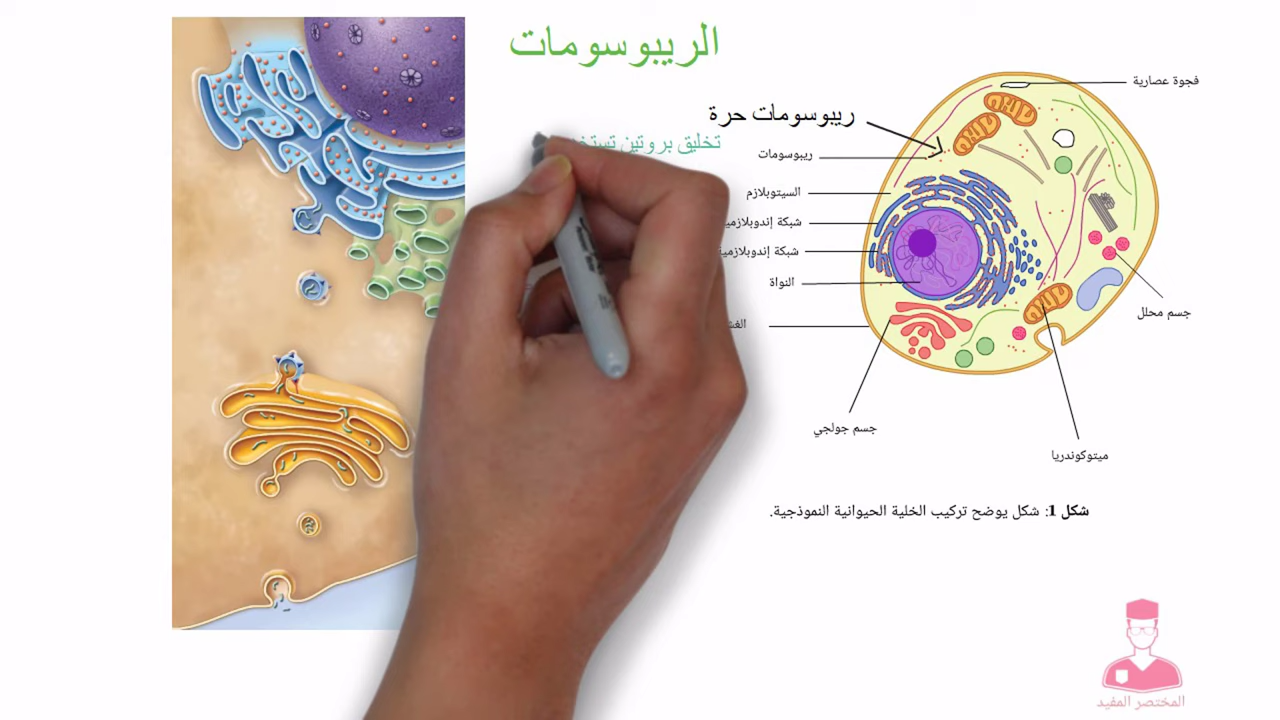 الريبوسومات
ريبوسومات حرة
تخليق بروتين
فجوة عصارية
ريبوسومات
السيتوبلازم
شبكة إندوبلازمية
شبكة إندوبلازمية
النواة
جسم محلل
جسم جولجي
ميتوكوندريا
شكل 1: شكل يوضح تركيب الخلية الحيوانية النموذجية.
المختصر المفيد